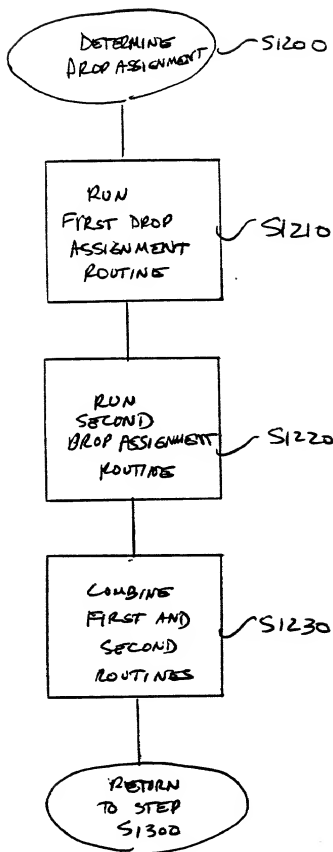 DETERMINE
DROP ASSIGNMENT
S1200
RUN
FIRST DROP
ASSIGNMENT
ROUTINE
S1210
RUN
SECOND
DROP ASSIGNMENT
ROUTINE
S1220
COMBINE
FIRST AND
SECOND
ROUTINES
S1230
RETURN
TO STEP
S1300